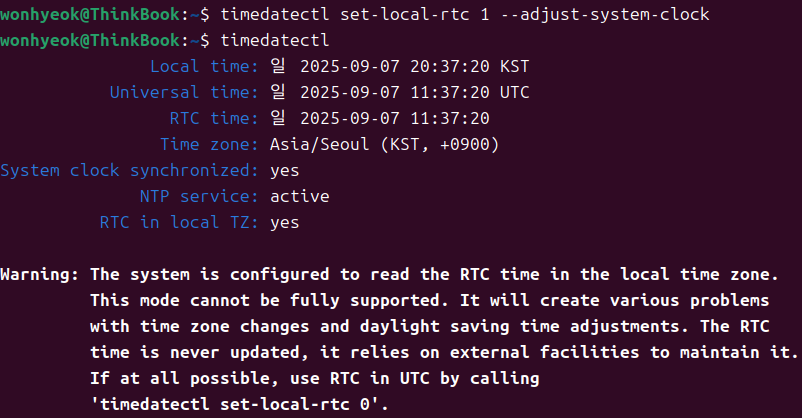 wonhyeok@ThinkBook:~$ timedatectl set-local-rtc 1 --adjust-system-clock
wonhyeok@ThinkBook:~$ timedatectl
Local time: 일 2025-09-07 20:37:20 KST
Universal time: 일 2025-09-07 11:37:20 UTC
RTC time: 일 2025-09-07 11:37:20
Time zone: Asia/Seoul (KST, +0900)
System clock synchronized: yes
NTP service: active
RTC in local TZ: yes
Warning: The system is configured to read the RTC time in the local time zone.
This mode cannot be fully supported. It will create various problems
with time zone changes and daylight saving time adjustments. The RTC
time is never updated, it relies on external facilities to maintain it.
If at all possible, use RTC in UTC by calling
'timedatectl set-local-rtc 0'.